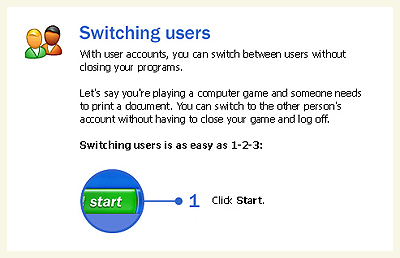 Switching users
With user accounts, you can switch between users without
closing your programs.
Let's say you're playing a computer game and someone needs
to print a document. You can switch to the other person's
account without having to close your game and log off.
Switching users is as easy as 1-2-3:
start
1 Click Start.